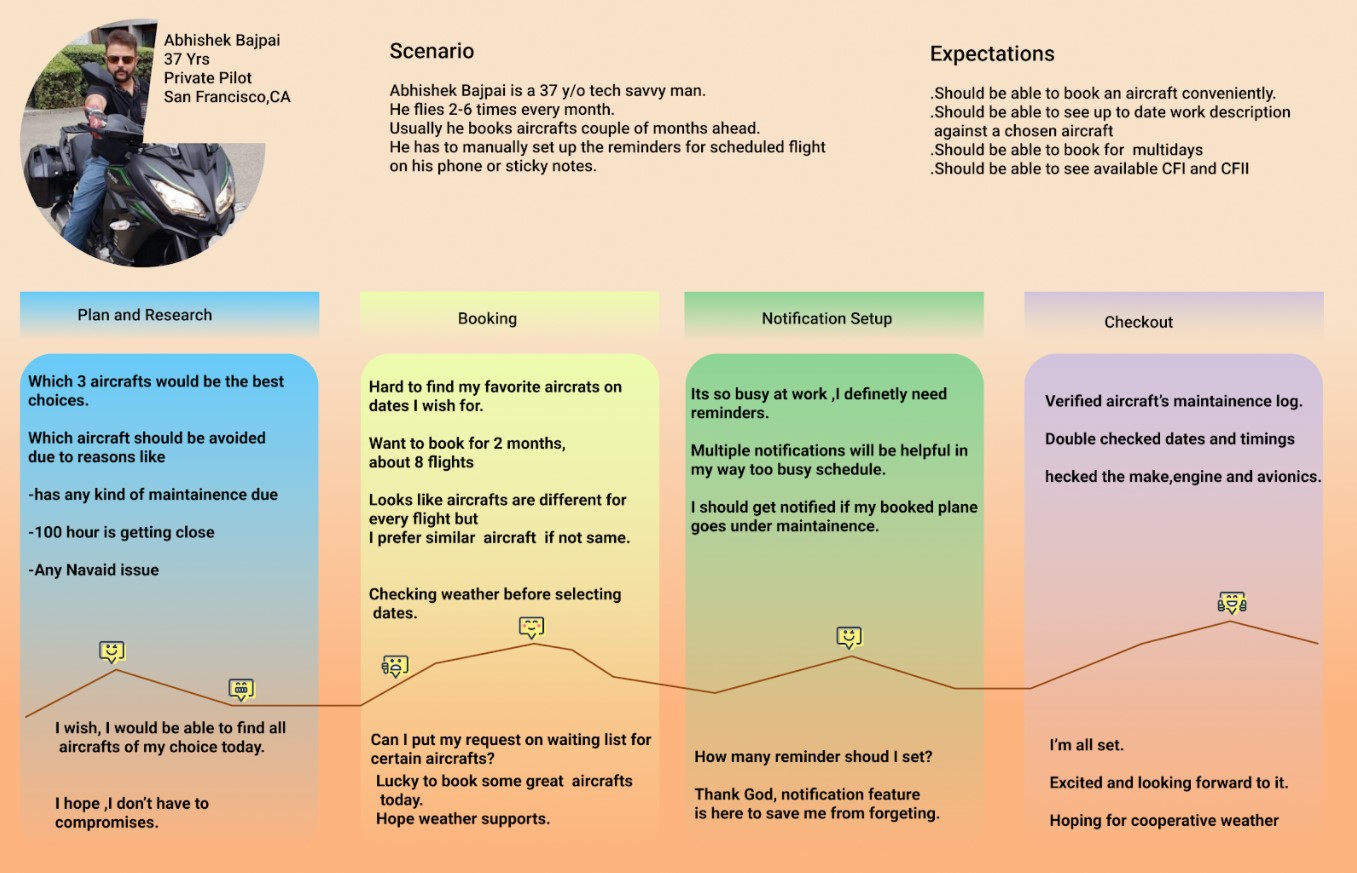 Abhishek Bajpai
37 Yrs
Private Pilot
San Francisco,CA
Scenario
Abhishek Bajpai is a 37 y/o tech savvy man.
He flies 2-6 times every month.
Usually he books aircrafts couple of months ahead.
He has to manually set up the reminders for scheduled flight
on his phone or sticky notes.
Expectations
.Should be able to book an aircraft conveniently.
.Should be able to see up to date work description
against a chosen aircraft
.Should be able to book for multidays
.Should be able to see available CFI and CFII
Plan and Research
Which 3 aircrafts would be the best
choices.
Which aircraft should be avoided
due to reasons like
-has any kind of maintainence due
-100 hour is getting close
-Any Navaid issue
I wish, I would be able to find all
aircrafts of my choice today.
I hope ,I don't have to
compromises.
Booking
Hard to find my favorite aircrats on
dates I wish for.
Want to book for 2 months,
about 8 flights
Looks like aircrafts are different for
every flight but
I prefer similar aircraft if not same.
Checking weather before selecting
dates.
Can I put my request on waiting list for
certain aircrafts?
Lucky to book some great aircrafts
today.
Hope weather supports.
Notification Setup
Its so busy at work ,I definetly need
reminders.
Multiple notifications will be helpful in
my way too busy schedule.
I should get notified if my booked plane
goes under maintainence.
How many reminder shoud I set?
Thank God, notification feature
is here to save me from forgeting.
Checkout
Verified aircraft's maintainence log.
Double checked dates and timings
hecked the make,engine and avionics.
I'm all set.
Excited and looking forward to it.
Hoping for cooperative weather